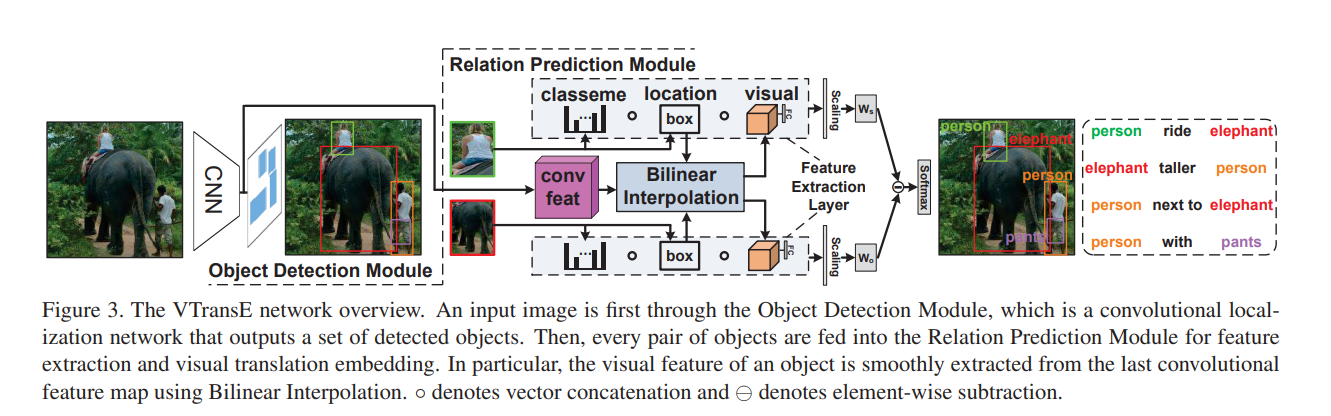 Relation Prediction Module
classeme location visual
... box FC
Scaling
Ws
CNN
conv
feat
Bilinear
Interpolation
Feature
Extraction
Layer
Softmax
... box FC
Scaling
Wo
Object Detection Module
person
elephant
person
pants
person ride elephant
elephant taller person
person next to elephant
person with pants
Figure 3. The VTransE network overview. An input image is first through the Object Detection Module, which is a convolutional local-
ization network that outputs a set of detected objects. Then, every pair of objects are fed into the Relation Prediction Module for feature
extraction and visual translation embedding. In particular, the visual feature of an object is smoothly extracted from the last convolutional
feature map using Bilinear Interpolation. ○ denotes vector concatenation and ⊖ denotes element-wise subtraction.